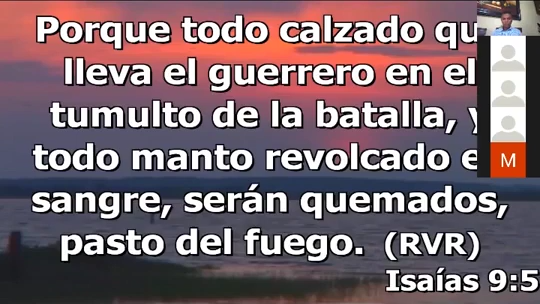 Porque todo calzado qu
lleva el guerrero en el
tumulto de la batalla, y
todo manto revolcado e
sangre, serán quemados,
pasto del fuego. (RVR)
Isaías 9:5
M